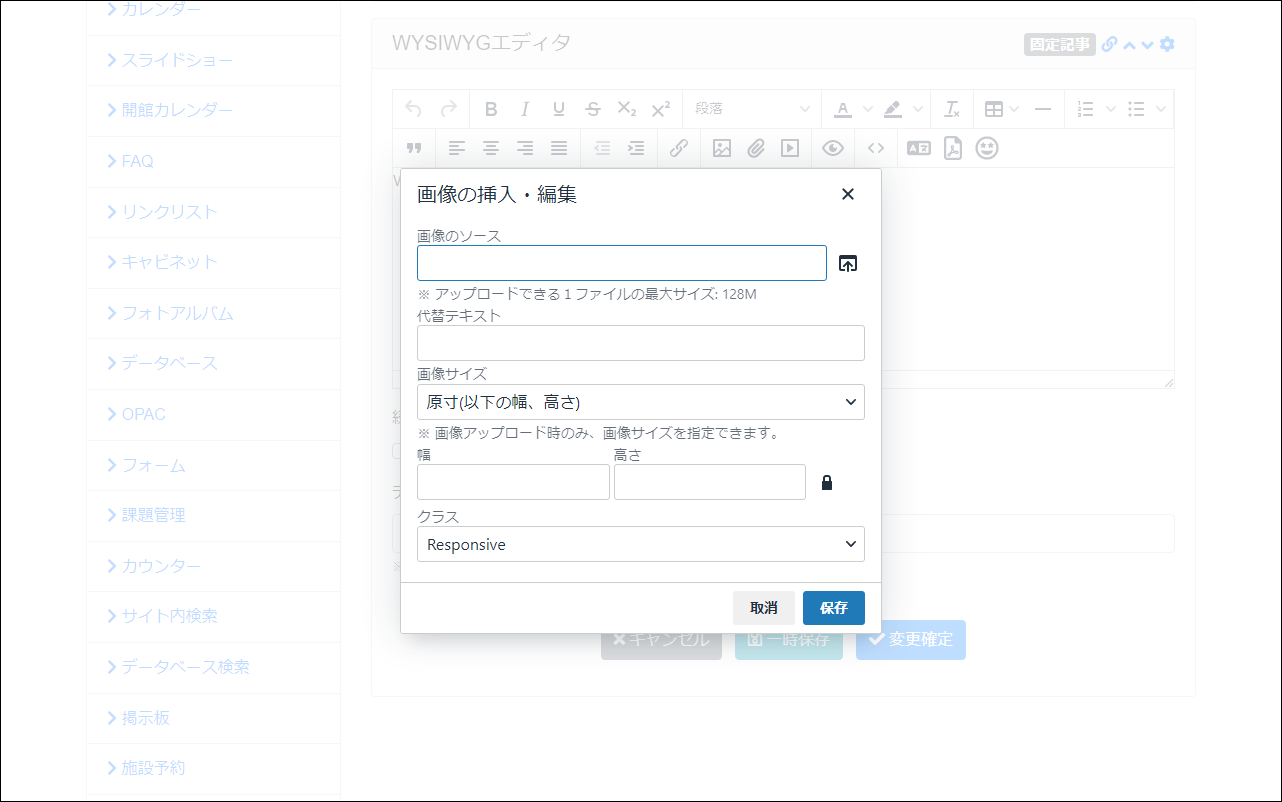 カレンダー
スライドショー
開館カレンダー
FAQ
リンクリスト
キャビネット
フォトアルバム
データベース
OPAC
フォーム
課題管理
カウンター
サイト内検索
データベース検索
掲示板
施設予約
WYSIWYGエディタ
固定記事
段落
画像の挿入・編集
画像のソース
※ アップロードできる１ファイルの最大サイズ: 128M
代替テキスト
画像サイズ
原寸(以下の幅、高さ)
※ 画像アップロード時のみ、画像サイズを指定できます。
幅 高さ
クラス
Responsive
取消 保存
キャンセル 一時保存 変更確定